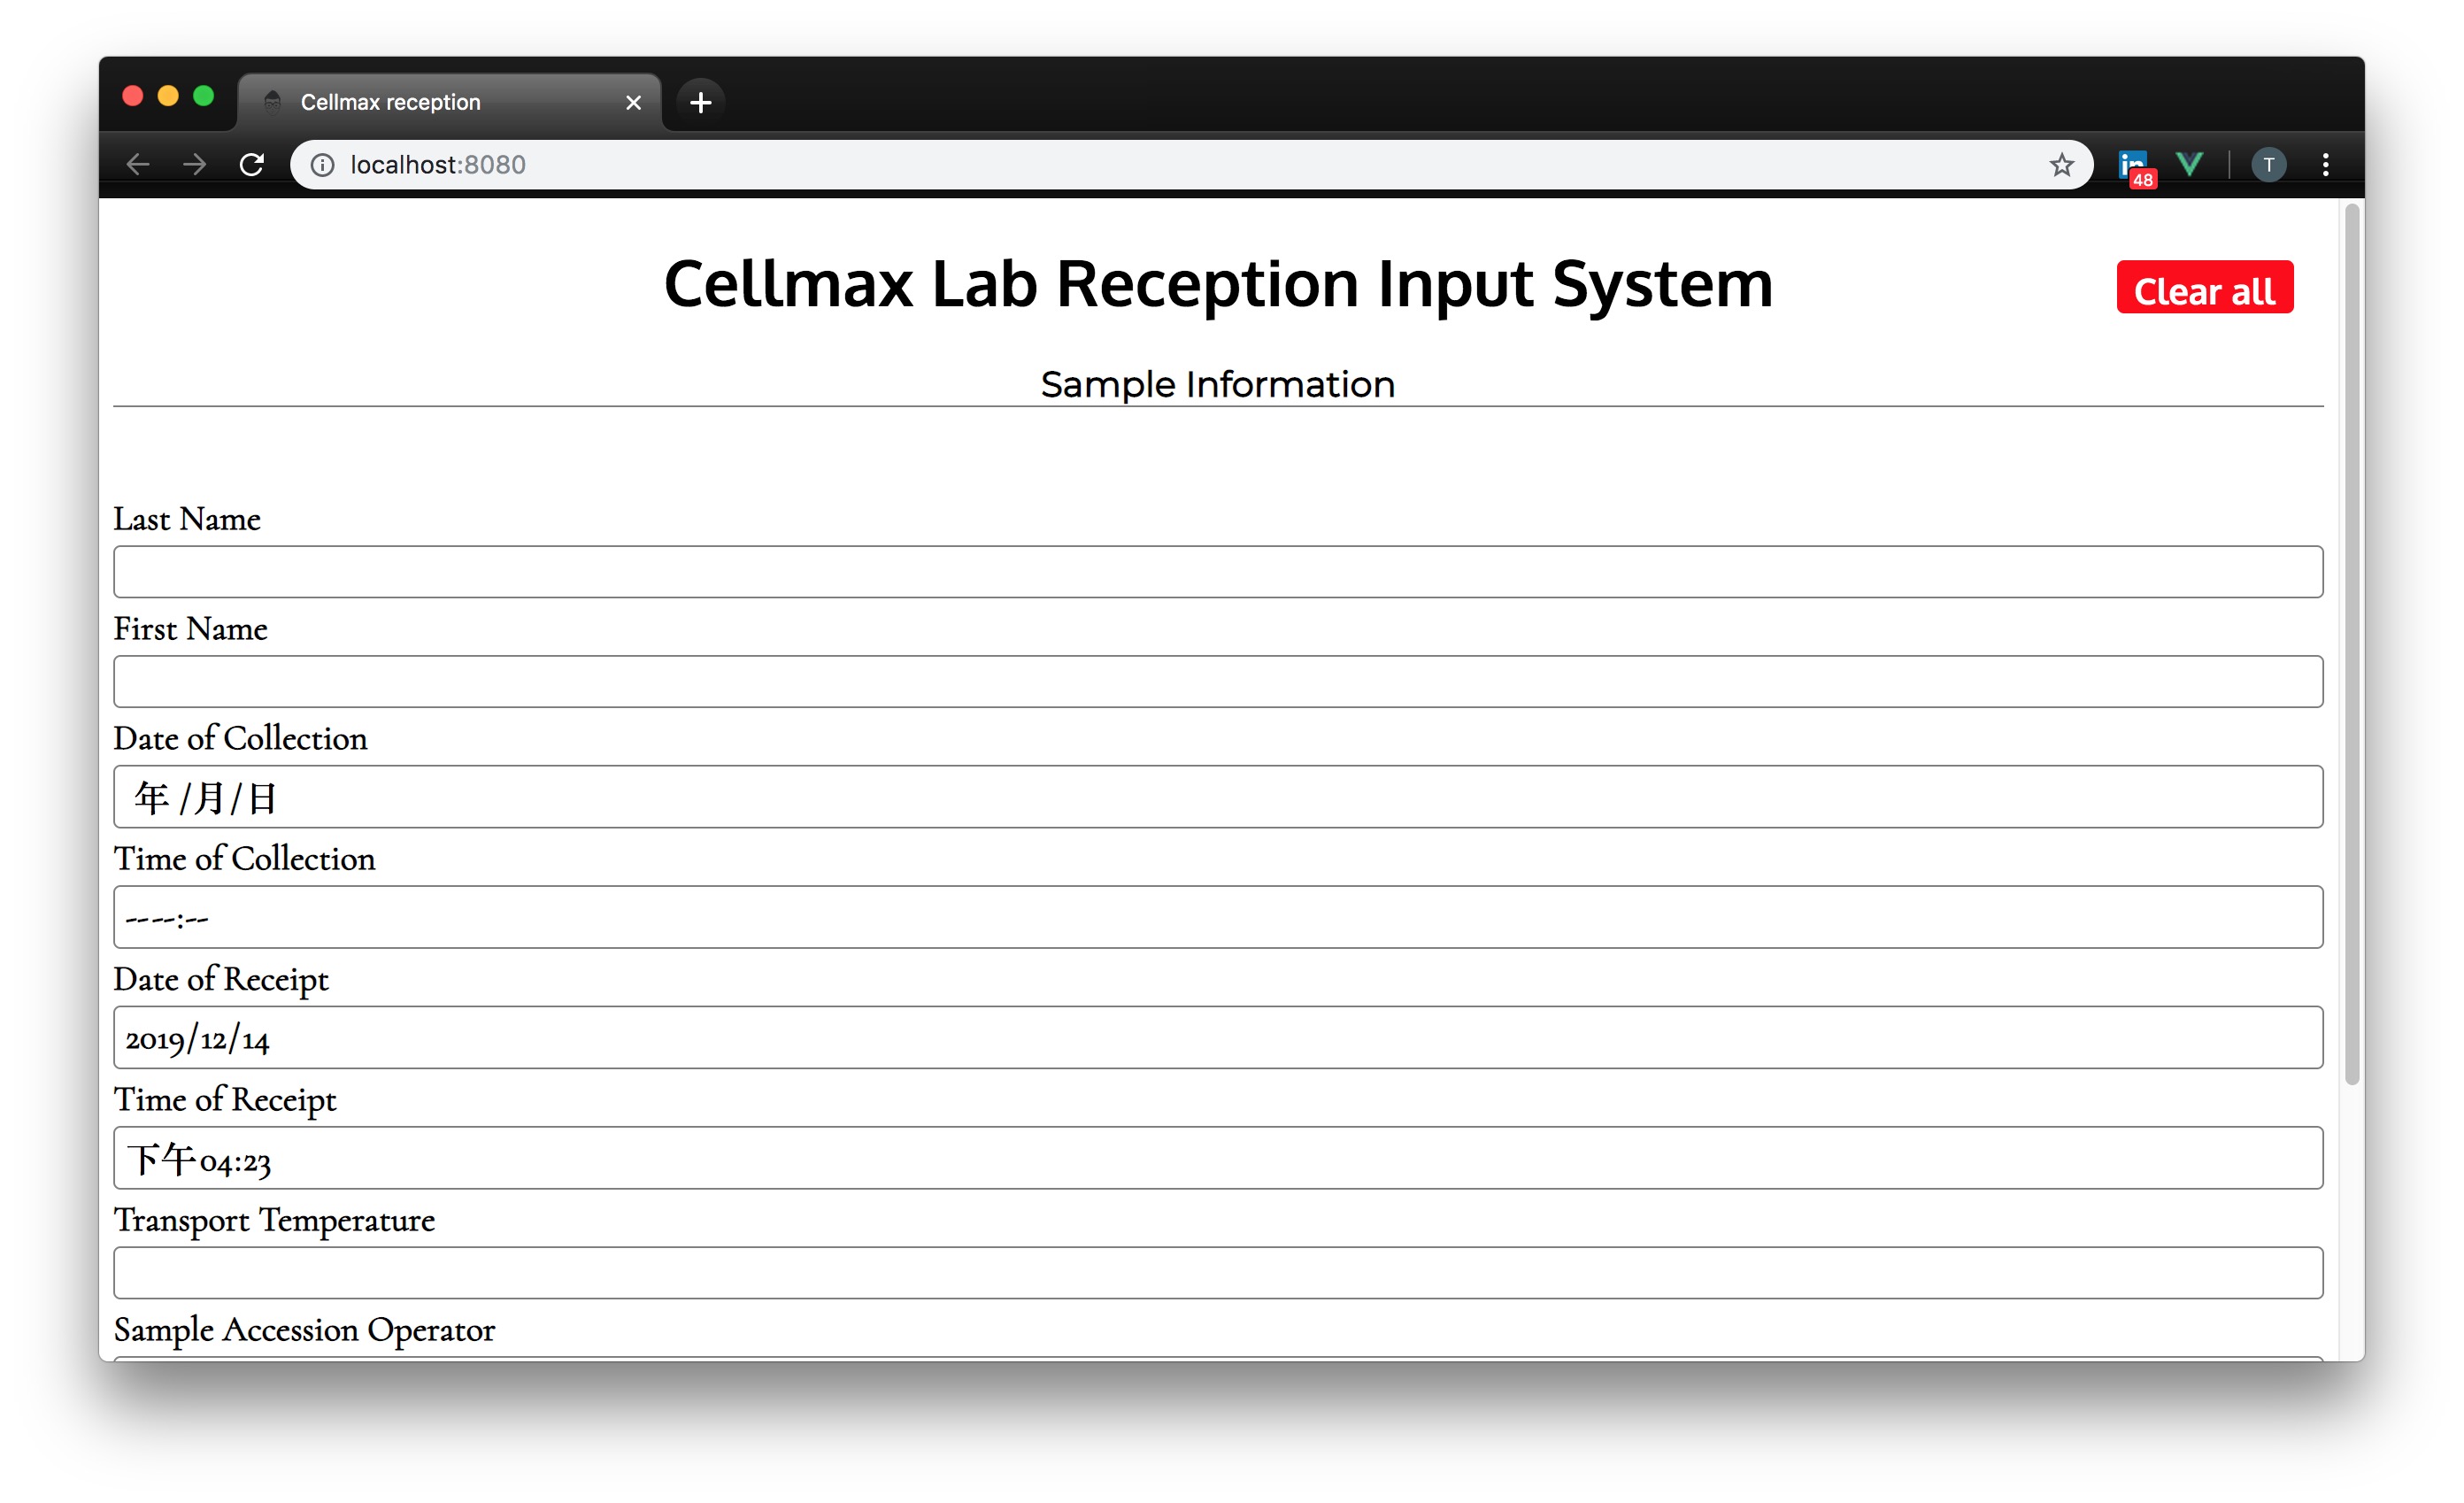 Cellmax reception
localhost:8080
48
T
Cellmax Lab Reception Input System
Clear all
Sample Information
Last Name
First Name
Date of Collection
年 /月/日
Time of Collection
-- --:--
Date of Receipt
2019/12/14
Time of Receipt
下午04:23
Transport Temperature
Sample Accession Operator